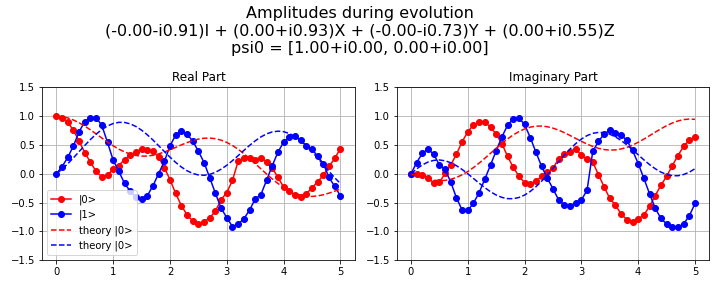 Amplitudes during evolution
(-0.00-i0.91)I + (0.00+i0.93)X + (-0.00-i0.73)Y + (0.00+i0.55)Z
psi0 = [1.00+i0.00, 0.00+i0.00]
Real Part
1.5
1.0
0.5
0.0
−0.5
−1.0
−1.5
|0>
|1>
theory |0>
theory |0>
0 1 2 3 4 5
Imaginary Part
1.5
1.0
0.5
0.0
−0.5
−1.0
−1.5
0 1 2 3 4 5